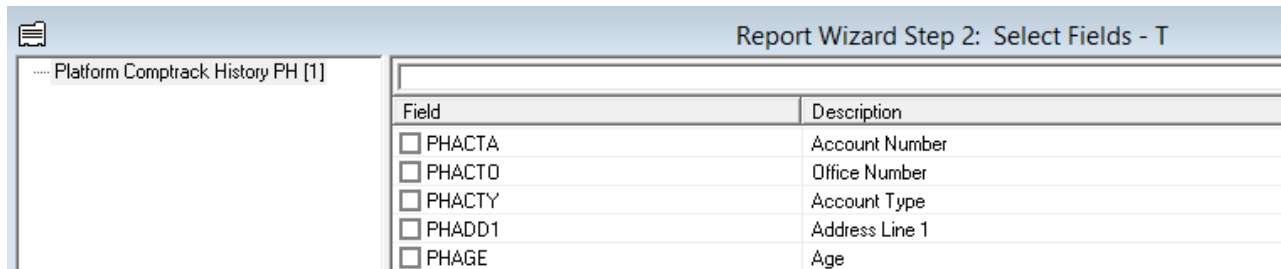 Report Wizard Step 2: Select Fields - T
Platform Comptrack History PH [1]
Field Description
PHACTA Account Number
PHACTO Office Number
PHACTY Account Type
PHADD1 Address Line 1
PHAGE Age